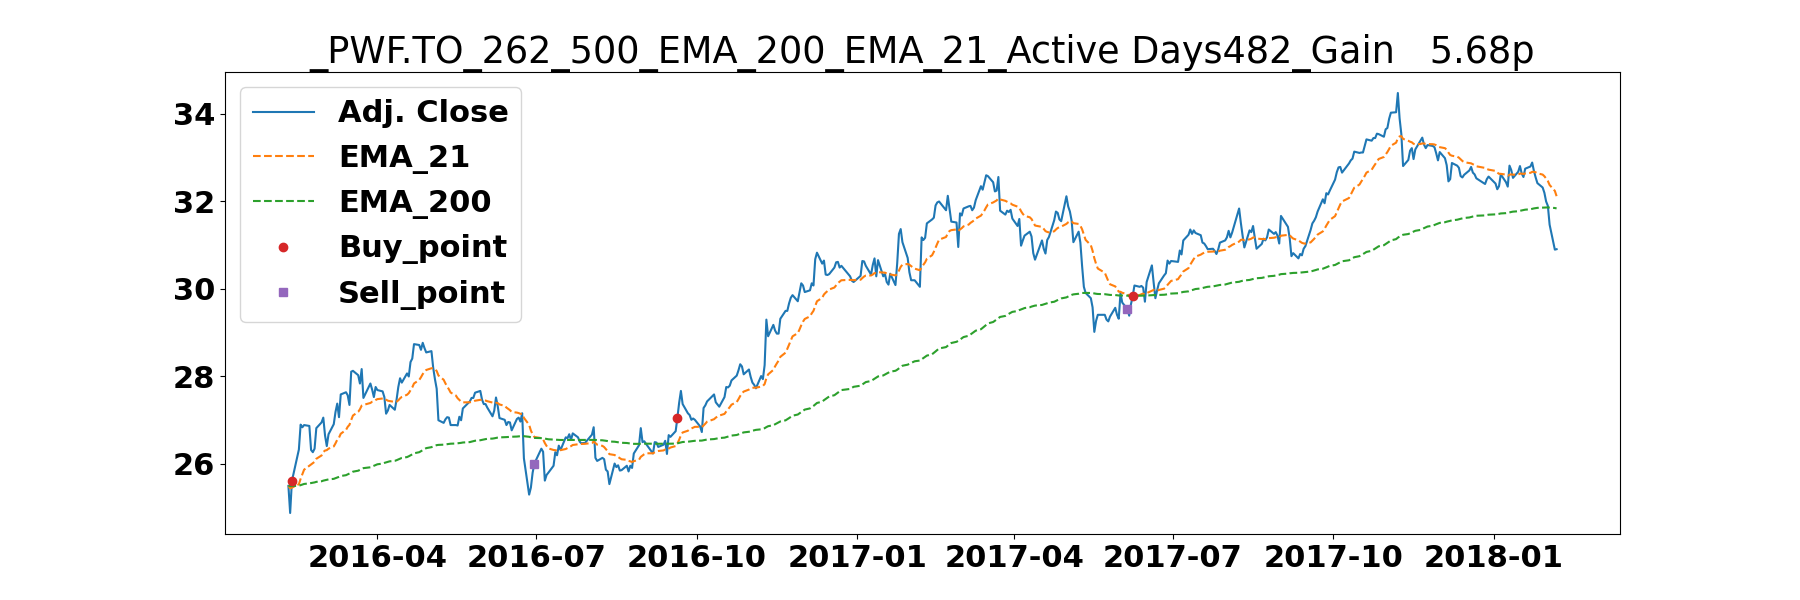 _PWF.TO_262_500_EMA_200_EMA_21_Active Days482_Gain   5.68p
Adj. Close
EMA_21
EMA_200
Buy_point
Sell_point
34
32
30
28
26
2016-04 2016-07 2016-10 2017-01 2017-04 2017-07 2017-10 2018-01